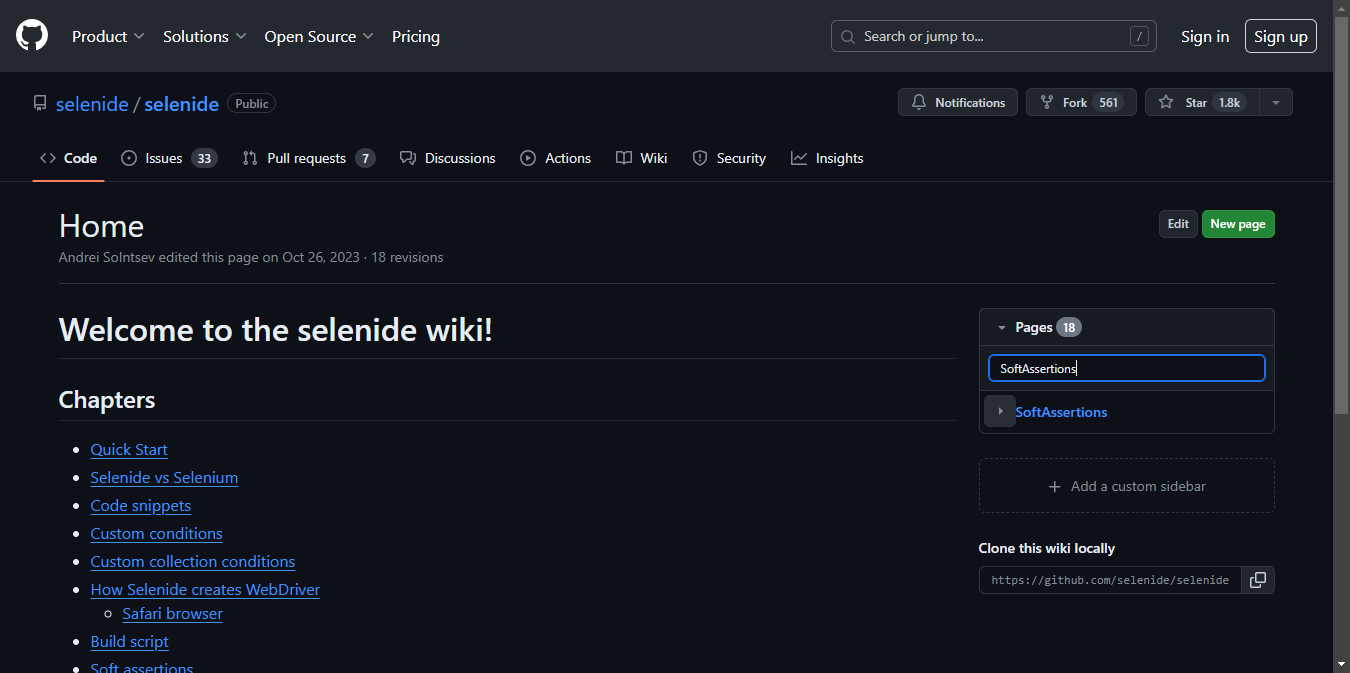 Product Solutions Open Source Pricing Search or jump to... / Sign in Sign up
selenide / selenide Public Notifications Fork 561 Star 1.8k
Code Issues 33 Pull requests 7 Discussions Actions Wiki Security Insights
Home
Edit New page
Andrei Solntsev edited this page on Oct 26, 2023 · 18 revisions
Welcome to the selenide wiki!
Chapters
Quick Start
Selenide vs Selenium
Code snippets
Custom conditions
Custom collection conditions
How Selenide creates WebDriver
Safari browser
Build script
Soft assertions
Pages 18
SoftAssertions
SoftAssertions
Add a custom sidebar
Clone this wiki locally
https://github.com/selenide/selenide